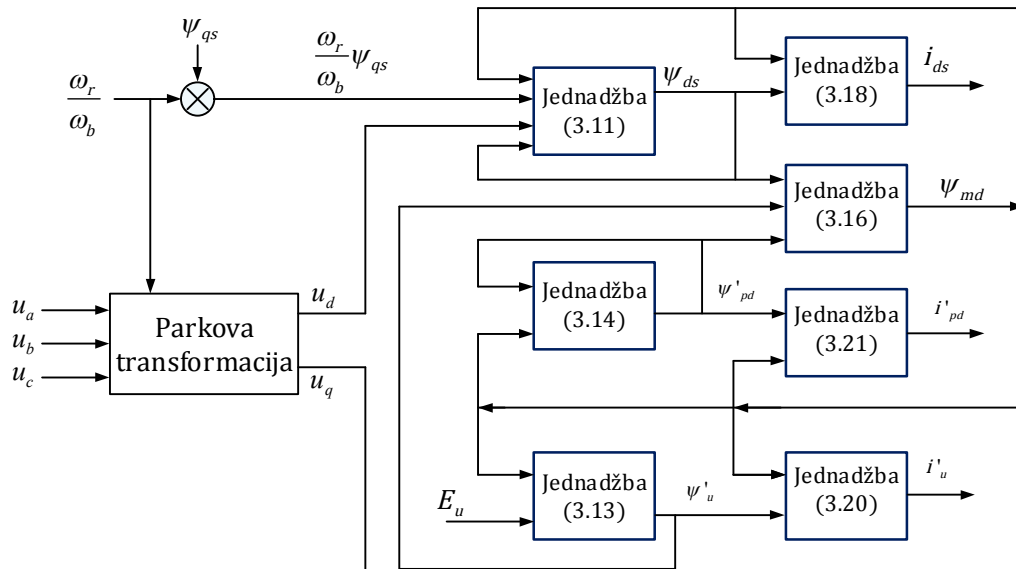 ψ_qs
ω_r/ω_b
ω_r/ω_b ψ_qs
Jednadžba
(3.11)
ψ_ds
Jednadžba
(3.18)
i_ds
Jednadžba
(3.16)
ψ_md
Jednadžba
(3.14)
ψ'_pd
Jednadžba
(3.21)
i'_pd
u_a
u_b
u_c
Parkova
transformacija
u_d
u_q
E_u
Jednadžba
(3.13)
ψ'_u
Jednadžba
(3.20)
i'_u